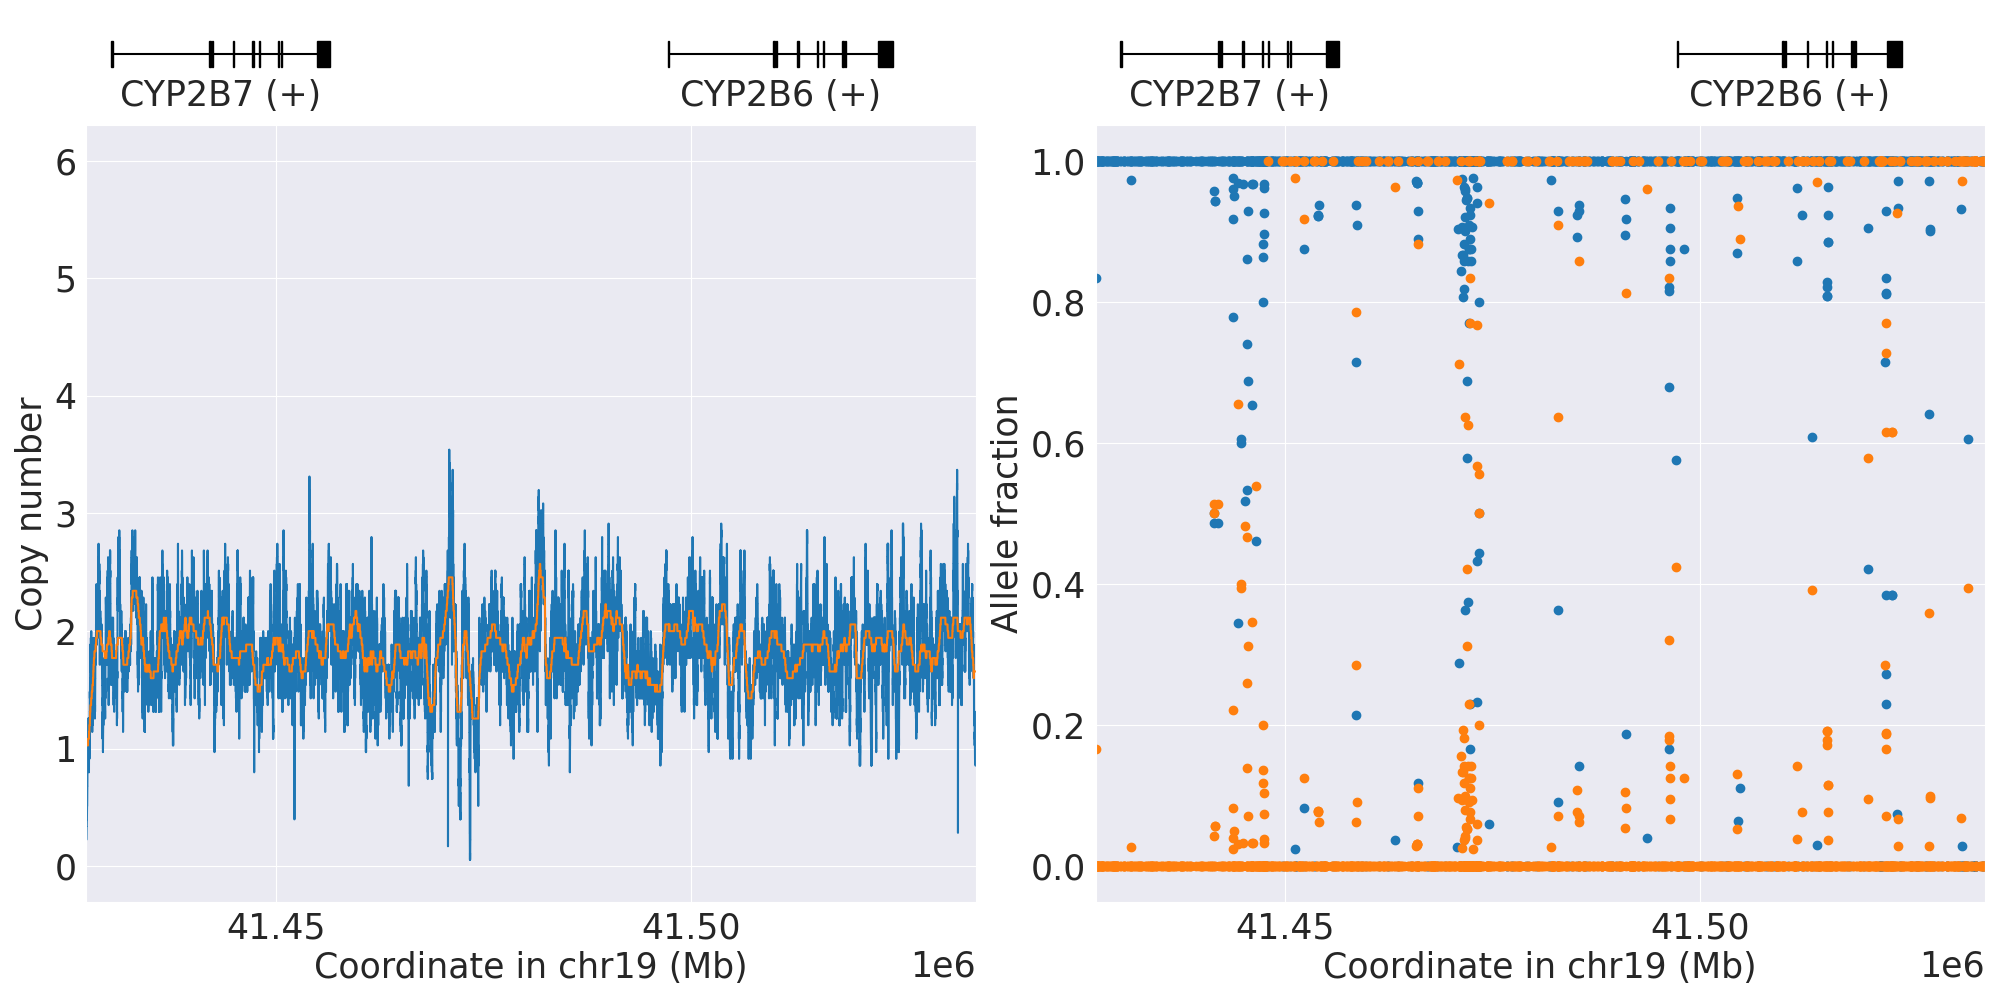 CYP2B7 (+)
CYP2B6 (+)
Copy number
6
5
4
3
2
1
0
41.45
41.50
Coordinate in chr19 (Mb)
1e6
CYP2B7 (+)
CYP2B6 (+)
Allele fraction
1.0
0.8
0.6
0.4
0.2
0.0
41.45
41.50
Coordinate in chr19 (Mb)
1e6